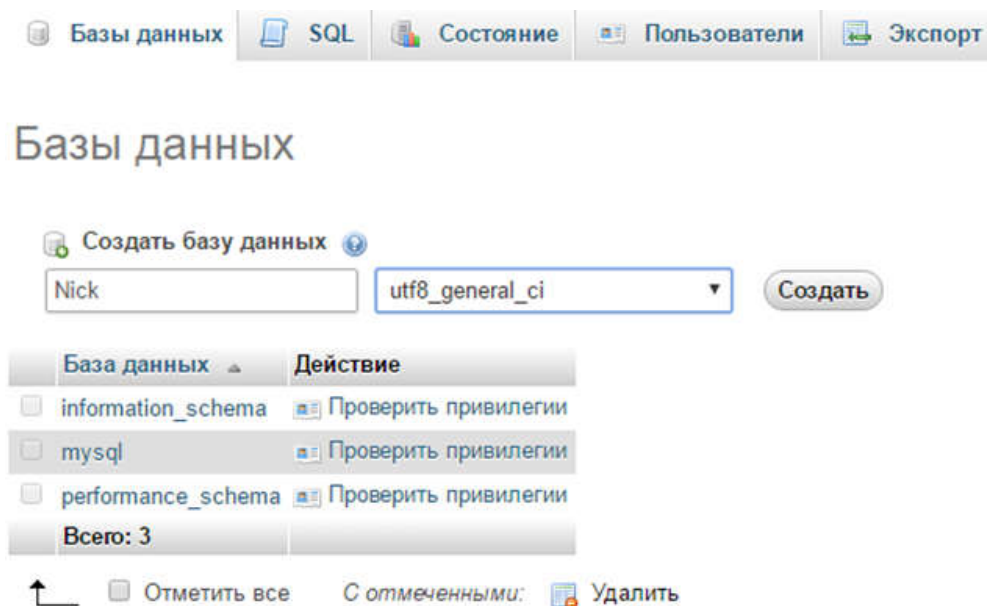 Базы данных SQL Состояние Пользователи Экспорт
Базы данных
Создать базу данных
Nick utf8_general_ci Создать
База данных Действие
information_schema Проверить привилегии
mysql Проверить привилегии
performance_schema Проверить привилегии
Всего: 3
Отметить все С отмеченными: Удалить